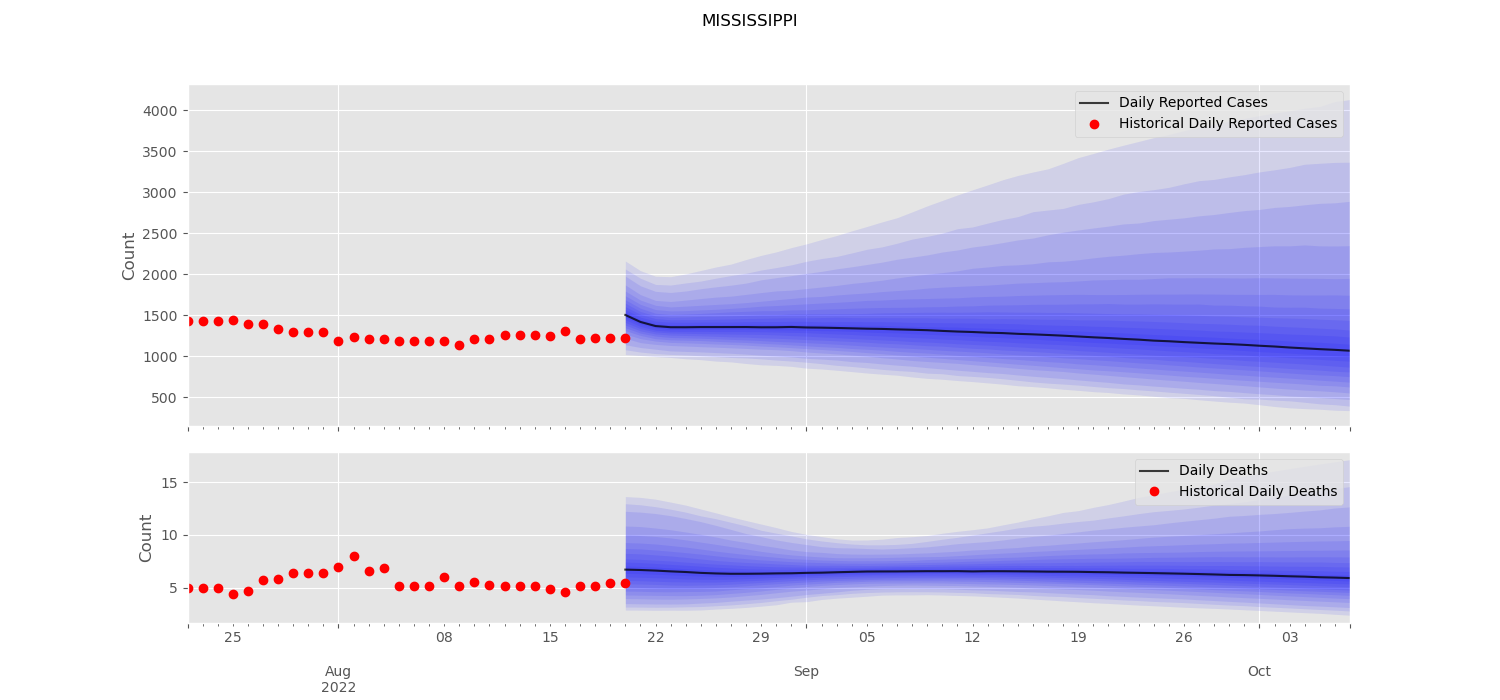 MISSISSIPPI
Daily Reported Cases
Historical Daily Reported Cases
4000
3500
3000
2500
2000
1500
1000
500
Count
Daily Deaths
Historical Daily Deaths
15
10
5
Count
25 08 15 22 29 05 12 19 26 03
Aug Sep Oct
2022